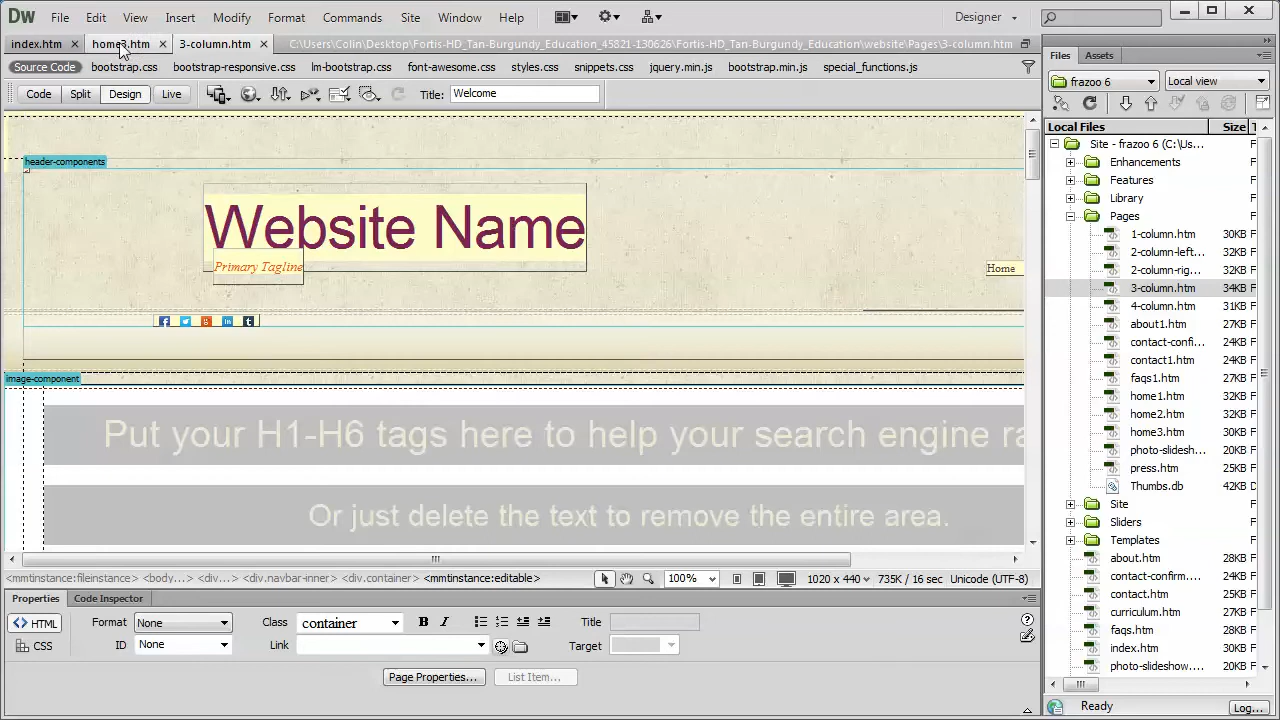 Dw File Edit View Insert Modify Format Commands Site Window Help Designer
index.htm home3.htm 3-column.htm C:\Users\Colin\Desktop\Fortis-HD_Tan-Burgundy_Education_45821-130626\Fortis-HD_Tan-Burgundy_Education\website\Pages\3-column.htm
Source Code bootstrap.css bootstrap-responsive.css lm-bootstrap.css font-awesome.css styles.css snippets.css jquery.min.js bootstrap.min.js special_functions.js
Code Split Design Live Title: Welcome
header-components
Website Name
Primary Tagline
Home
image-component
Put your H1-H6 tags here to help your search engine ra
Or just delete the text to remove the entire area.
<mmtinstance:fileinstance> <body...> <div...> <div.navbar-inner> <div.container> <mmtinstance:editable> 100% 440 735K / 16 sec Unicode (UTF-8)
Properties Code Inspector
HTML Format None Class container B I Title
CSS ID None Link Target
Page Properties... List Item...
Files Assets
frazoo 6 Local view
Local Files Size T
Site - frazoo 6 (C:\Us... F
Enhancements F
Features F
Library F
Pages F
1-column.htm 30KB F
2-column-left... 32KB F
2-column-rig... 32KB F
3-column.htm 34KB F
4-column.htm 31KB F
about1.htm 27KB F
contact-confi... 24KB F
contact1.htm 27KB F
faqs1.htm 27KB F
home1.htm 32KB F
home2.htm 32KB F
home3.htm 32KB F
photo-slidesh... 20KB F
press.htm 25KB F
Thumbs.db 42KB D
Site F
Sliders F
Templates F
about.htm 28KB F
contact-confirm.... 25KB F
contact.htm 25KB F
curriculum.htm 27KB F
faqs.htm 28KB F
index.htm 30KB F
photo-slideshow... 20KB F
Ready Log...